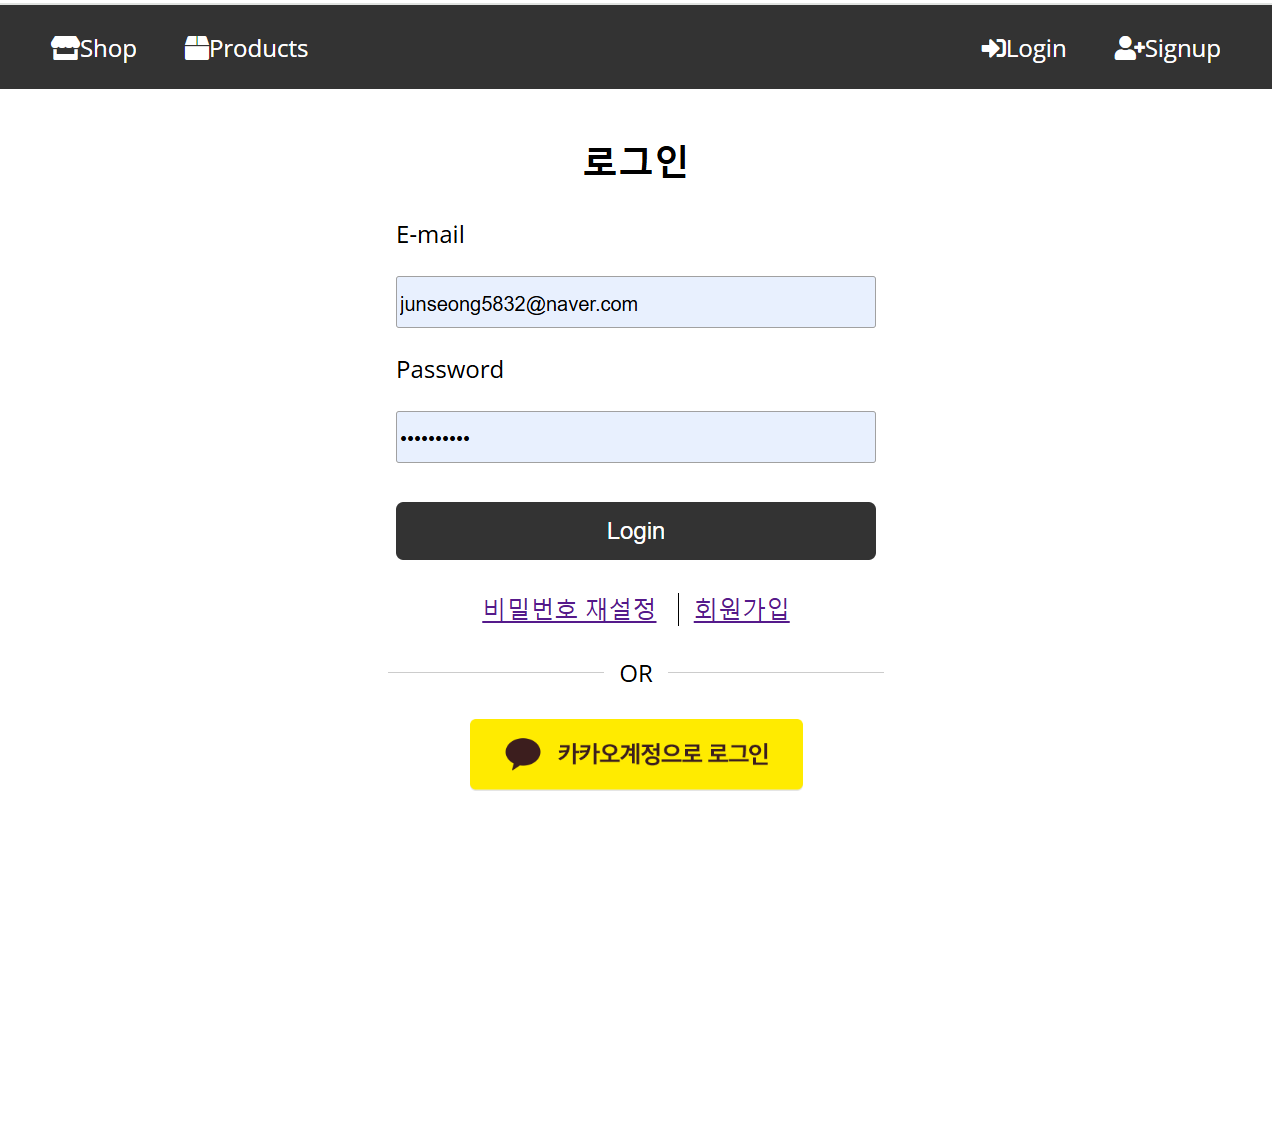 Shop Products Login Signup
로그인
E-mail
junseong5832@naver.com
Password
••••••••••
Login
비밀번호 재설정 회원가입
OR
카카오계정으로 로그인